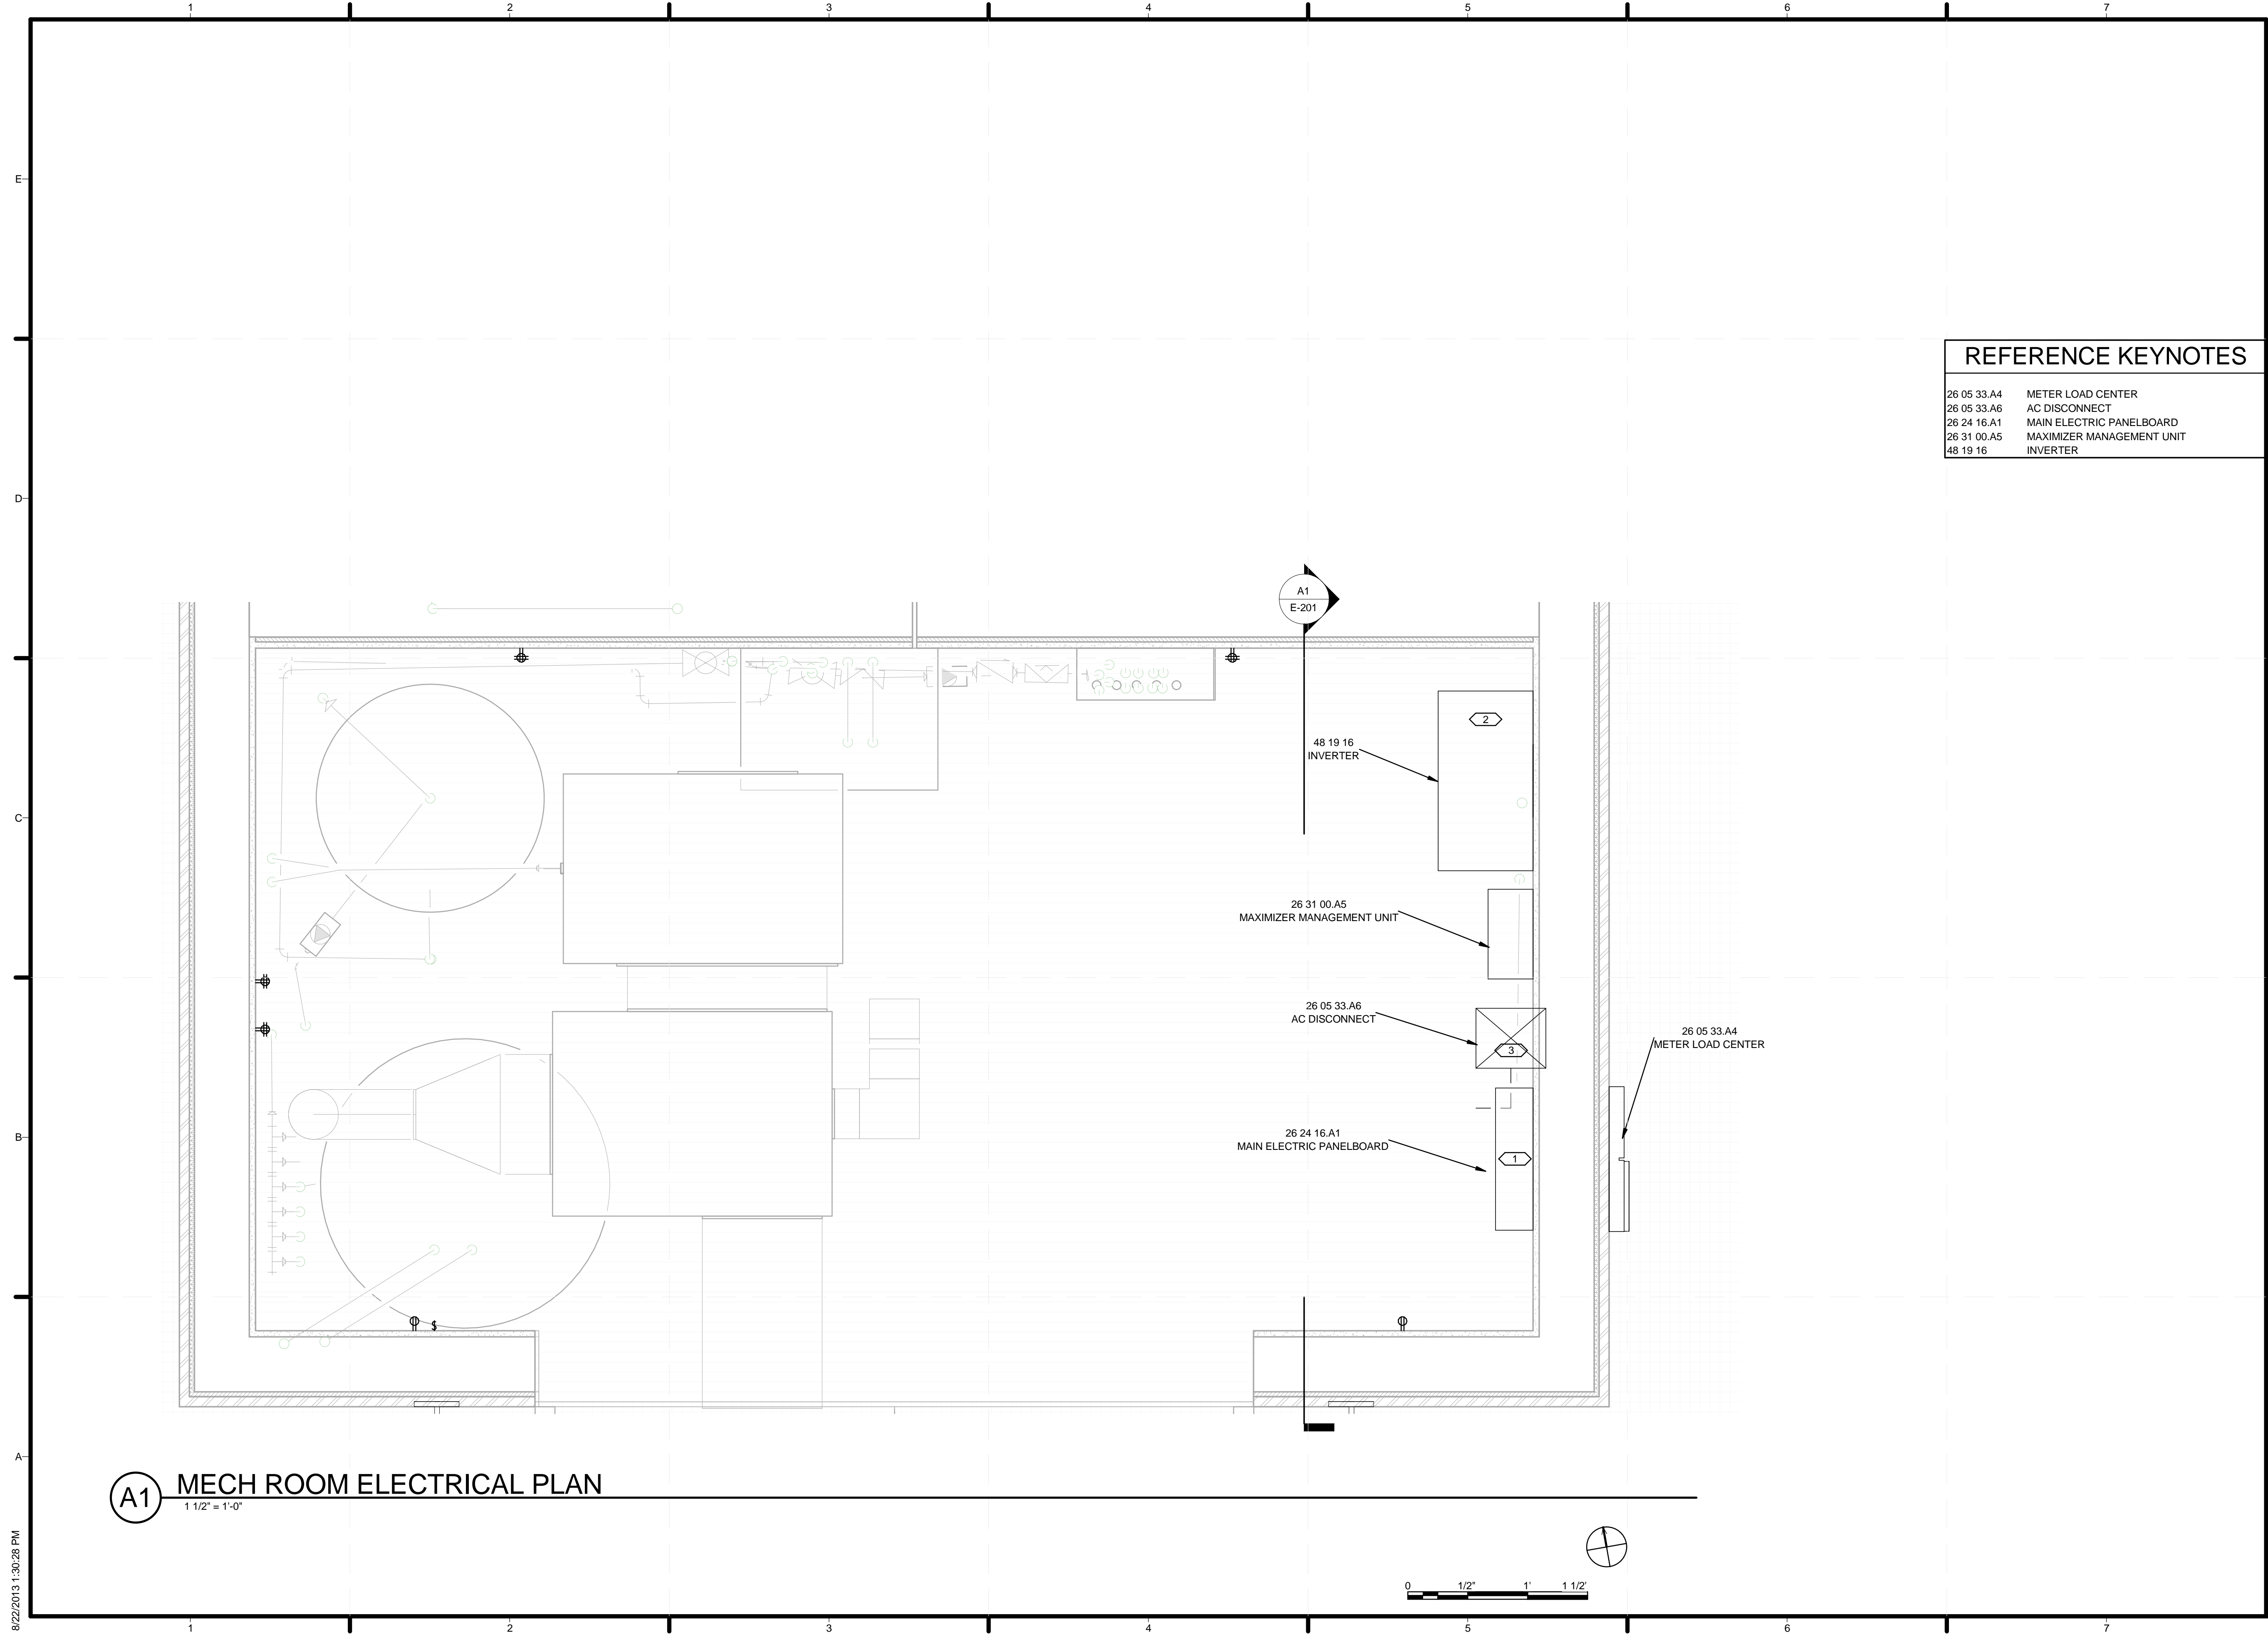 1 2 3 4 5 6 7
E
D
C
B
A
REFERENCE KEYNOTES
26 05 33.A4 METER LOAD CENTER
26 05 33.A6 AC DISCONNECT
26 24 16.A1 MAIN ELECTRIC PANELBOARD
26 31 00.A5 MAXIMIZER MANAGEMENT UNIT
48 19 16 INVERTER
A1
E-201
2
48 19 16
INVERTER
26 31 00.A5
MAXIMIZER MANAGEMENT UNIT
26 05 33.A6
AC DISCONNECT
3
26 05 33.A4
METER LOAD CENTER
26 24 16.A1
MAIN ELECTRIC PANELBOARD
1
$
A1
MECH ROOM ELECTRICAL PLAN
1 1/2" = 1'-0"
0 1/2" 1' 1 1/2'
8/22/2013 1:30:28 PM
1 2 3 4 5 6 7